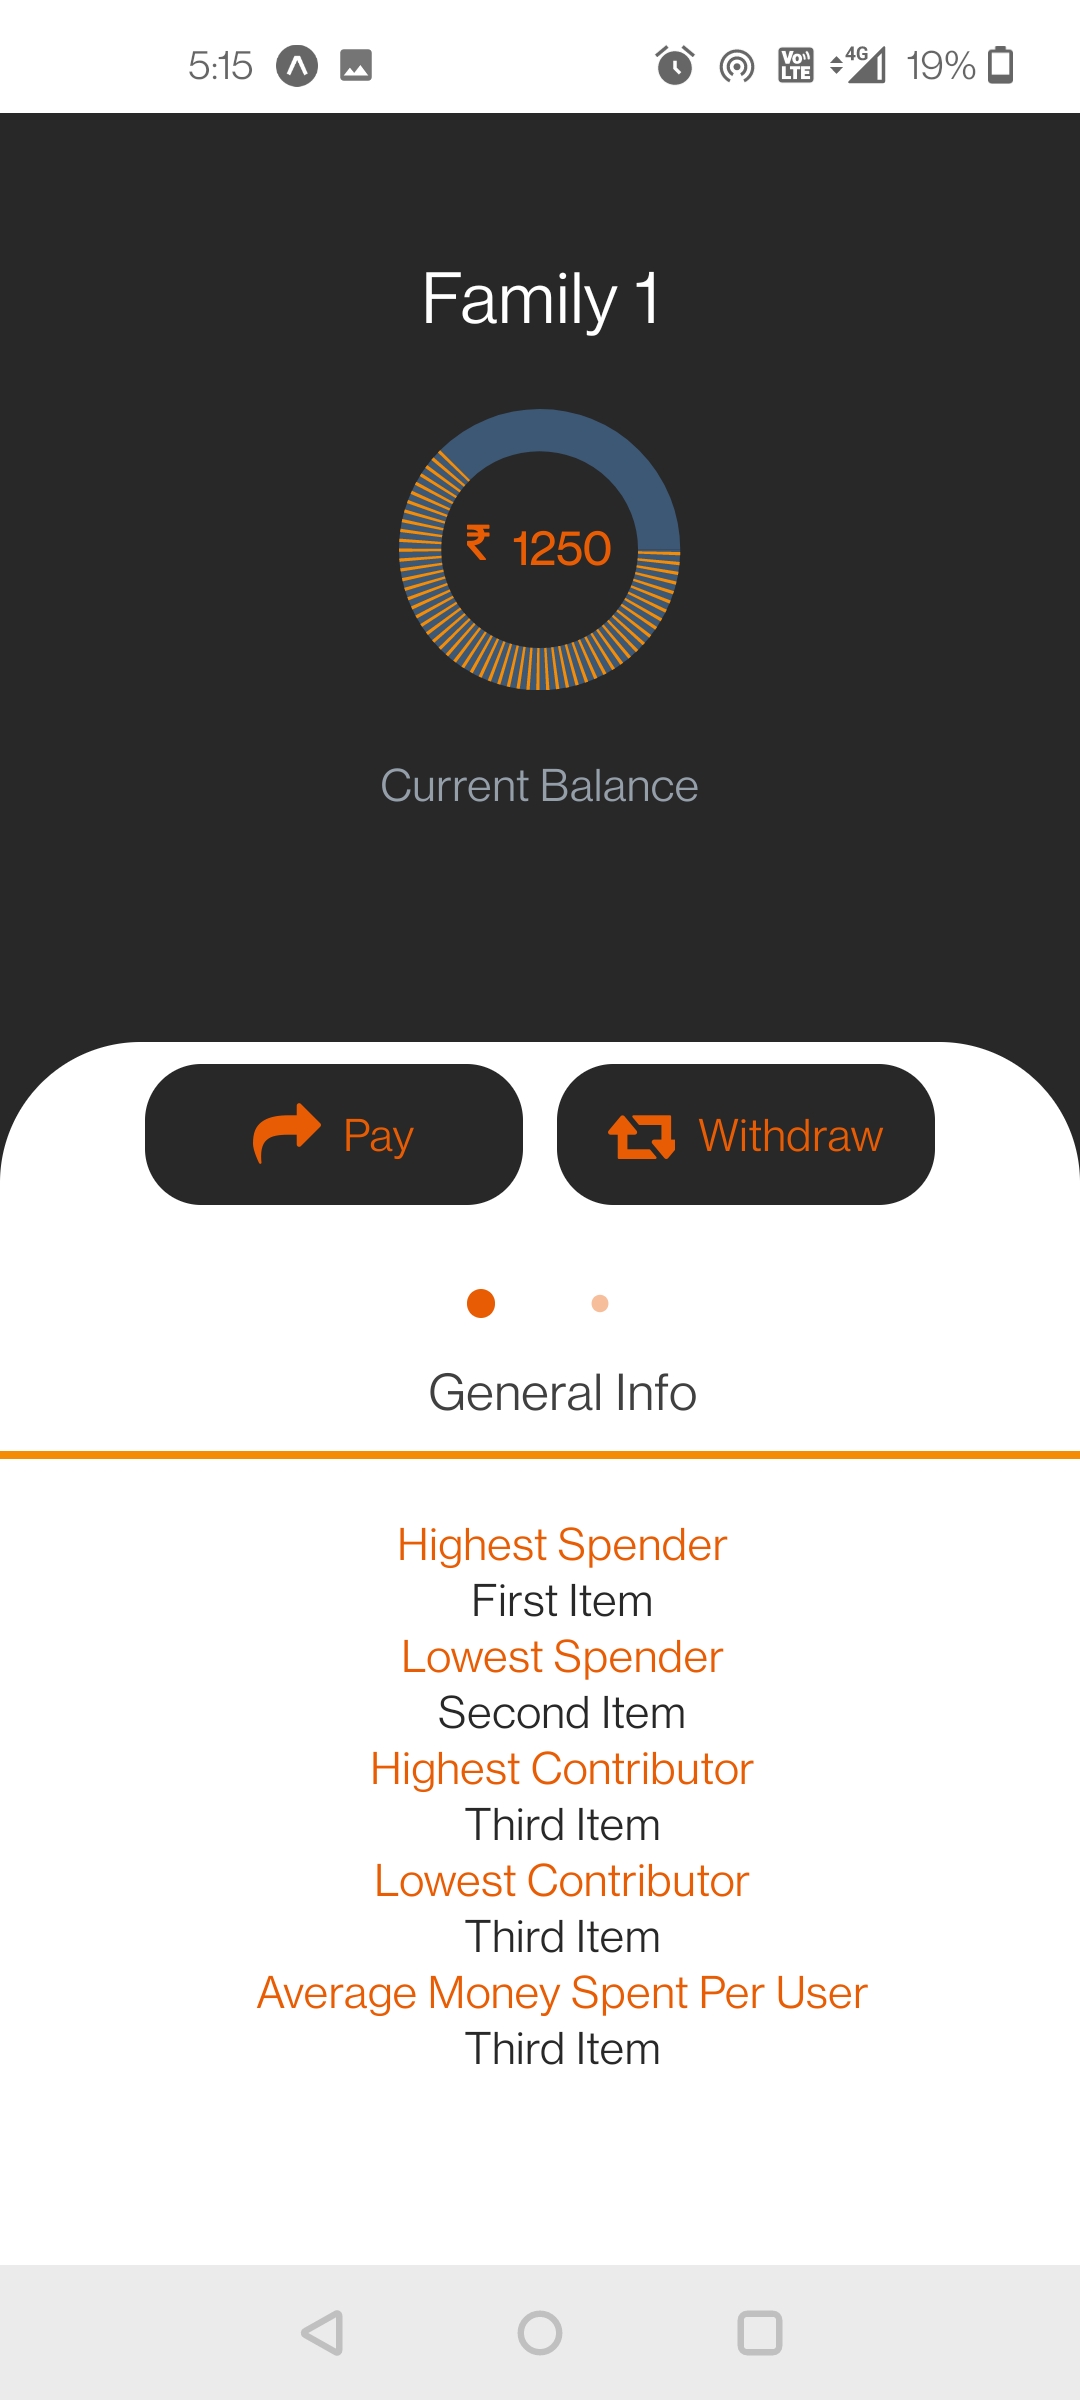 5:15 Vo LTE 4G 19%
Family 1
₹ 1250
Current Balance
Pay Withdraw
General Info
Highest Spender
First Item
Lowest Spender
Second Item
Highest Contributor
Third Item
Lowest Contributor
Third Item
Average Money Spent Per User
Third Item